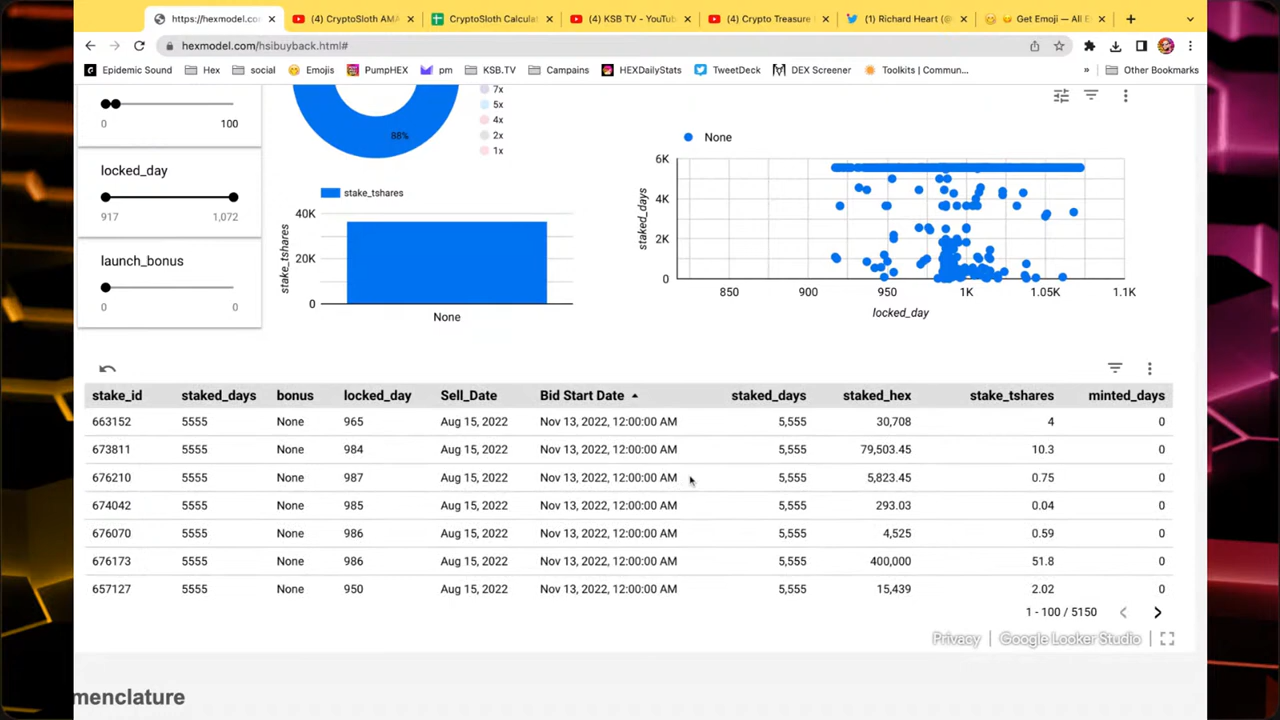 https://hexmodel.co
(4) CryptoSloth AMA
CryptoSloth Calcula
(4) KSB TV - YouTub
(4) Crypto Treasure
(1) Richard Heart (@
Get Emoji — All E
hexmodel.com/hsibuyback.html#
Epidemic Sound
Hex
social
Emojis
PumpHEX
pm
KSB.TV
Campains
HEXDailyStats
TweetDeck
DEX Screener
Toolkits | Commun...
»
Other Bookmarks
0 100
locked_day
917 1,072
launch_bonus
0 0
88%
7x
5x
4x
2x
1x
stake_tshares
40K
20K
0
stake_tshares
None
None
6K
4K
2K
0
staked_days
850 900 950 1K 1.05K 1.1K
locked_day
stake_id staked_days bonus locked_day Sell_Date Bid Start Date staked_days staked_hex stake_tshares minted_days
663152 5555 None 965 Aug 15, 2022 Nov 13, 2022, 12:00:00 AM 5,555 30,708 4 0
673811 5555 None 984 Aug 15, 2022 Nov 13, 2022, 12:00:00 AM 5,555 79,503.45 10.3 0
676210 5555 None 987 Aug 15, 2022 Nov 13, 2022, 12:00:00 AM 5,555 5,823.45 0.75 0
674042 5555 None 985 Aug 15, 2022 Nov 13, 2022, 12:00:00 AM 5,555 293.03 0.04 0
676070 5555 None 986 Aug 15, 2022 Nov 13, 2022, 12:00:00 AM 5,555 4,525 0.59 0
676173 5555 None 986 Aug 15, 2022 Nov 13, 2022, 12:00:00 AM 5,555 400,000 51.8 0
657127 5555 None 950 Aug 15, 2022 Nov 13, 2022, 12:00:00 AM 5,555 15,439 2.02 0
1 - 100 / 5150
Privacy
Google Looker Studio
menclature